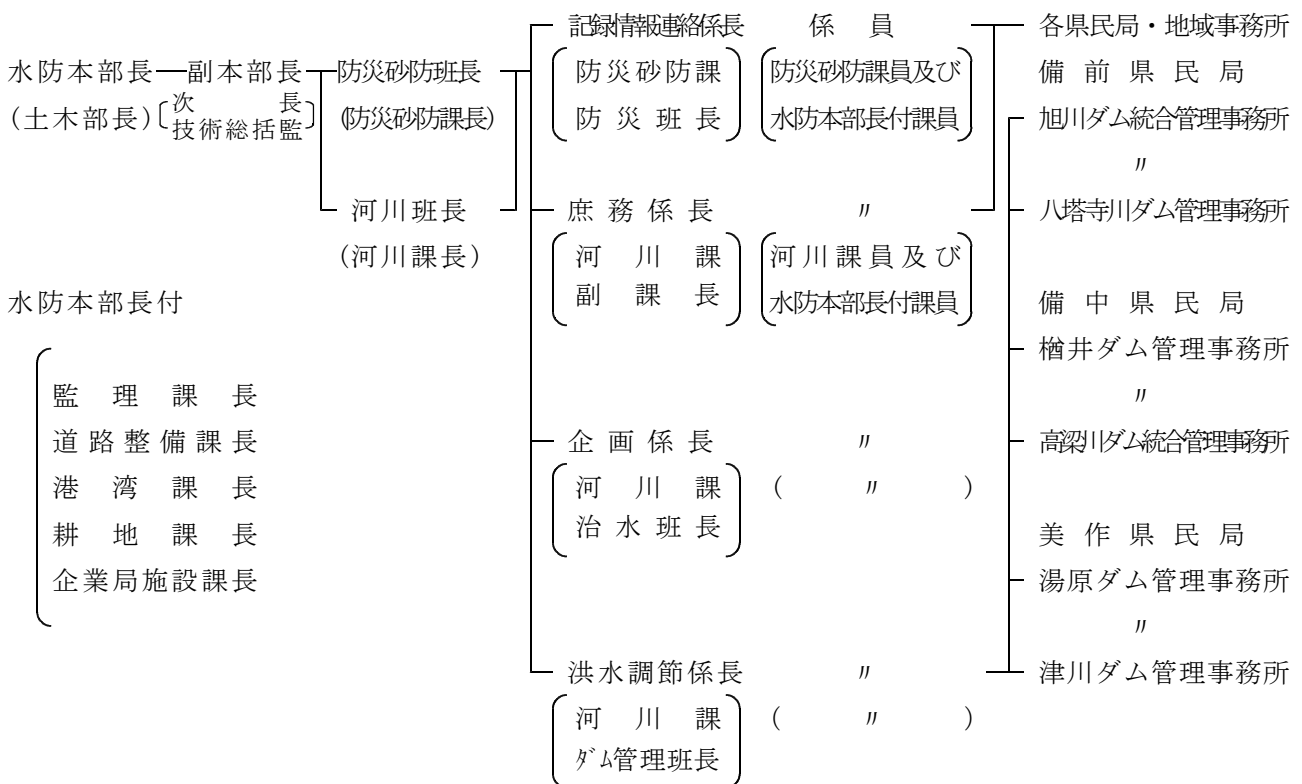 記録情報連絡係長 係員 各県民局・地域事務所
水防本部長 副本部長 防災砂防班長 防災砂防課 防災砂防課員及び 備前県民局
(土木部長) 次長 技術総括監 (防災砂防課長) 防災班長 水防本部長付課員 旭川ダム統合管理事務所
〃
河川班長 庶務係長 〃 八塔寺川ダム管理事務所
(河川課長) 河川課 河川課員及び
水防本部長付 副課長 水防本部長付課員 備中県民局
楢井ダム管理事務所
監理課長 〃
道路整備課長 企画係長 〃 高梁川ダム統合管理事務所
港湾課長 河川課 (〃)
耕地課長 治水班長 美作県民局
企業局施設課長 湯原ダム管理事務所
〃
洪水調節係長 〃 津川ダム管理事務所
河川課 (〃)
ダム管理班長